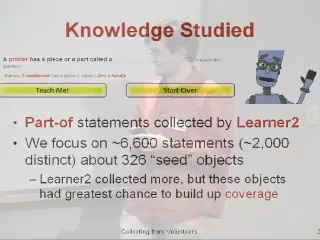 Knowledge Studied
A printer has a piece or a part called a
Teach Me!
Start Over
• Part-of statements collected by Learner2
• We focus on ~6,600 statements (~2,000
distinct) about 326 “seed” objects
– Learner2 collected more, but these objects
had greatest chance to build up coverage
Collecting from Volunteers